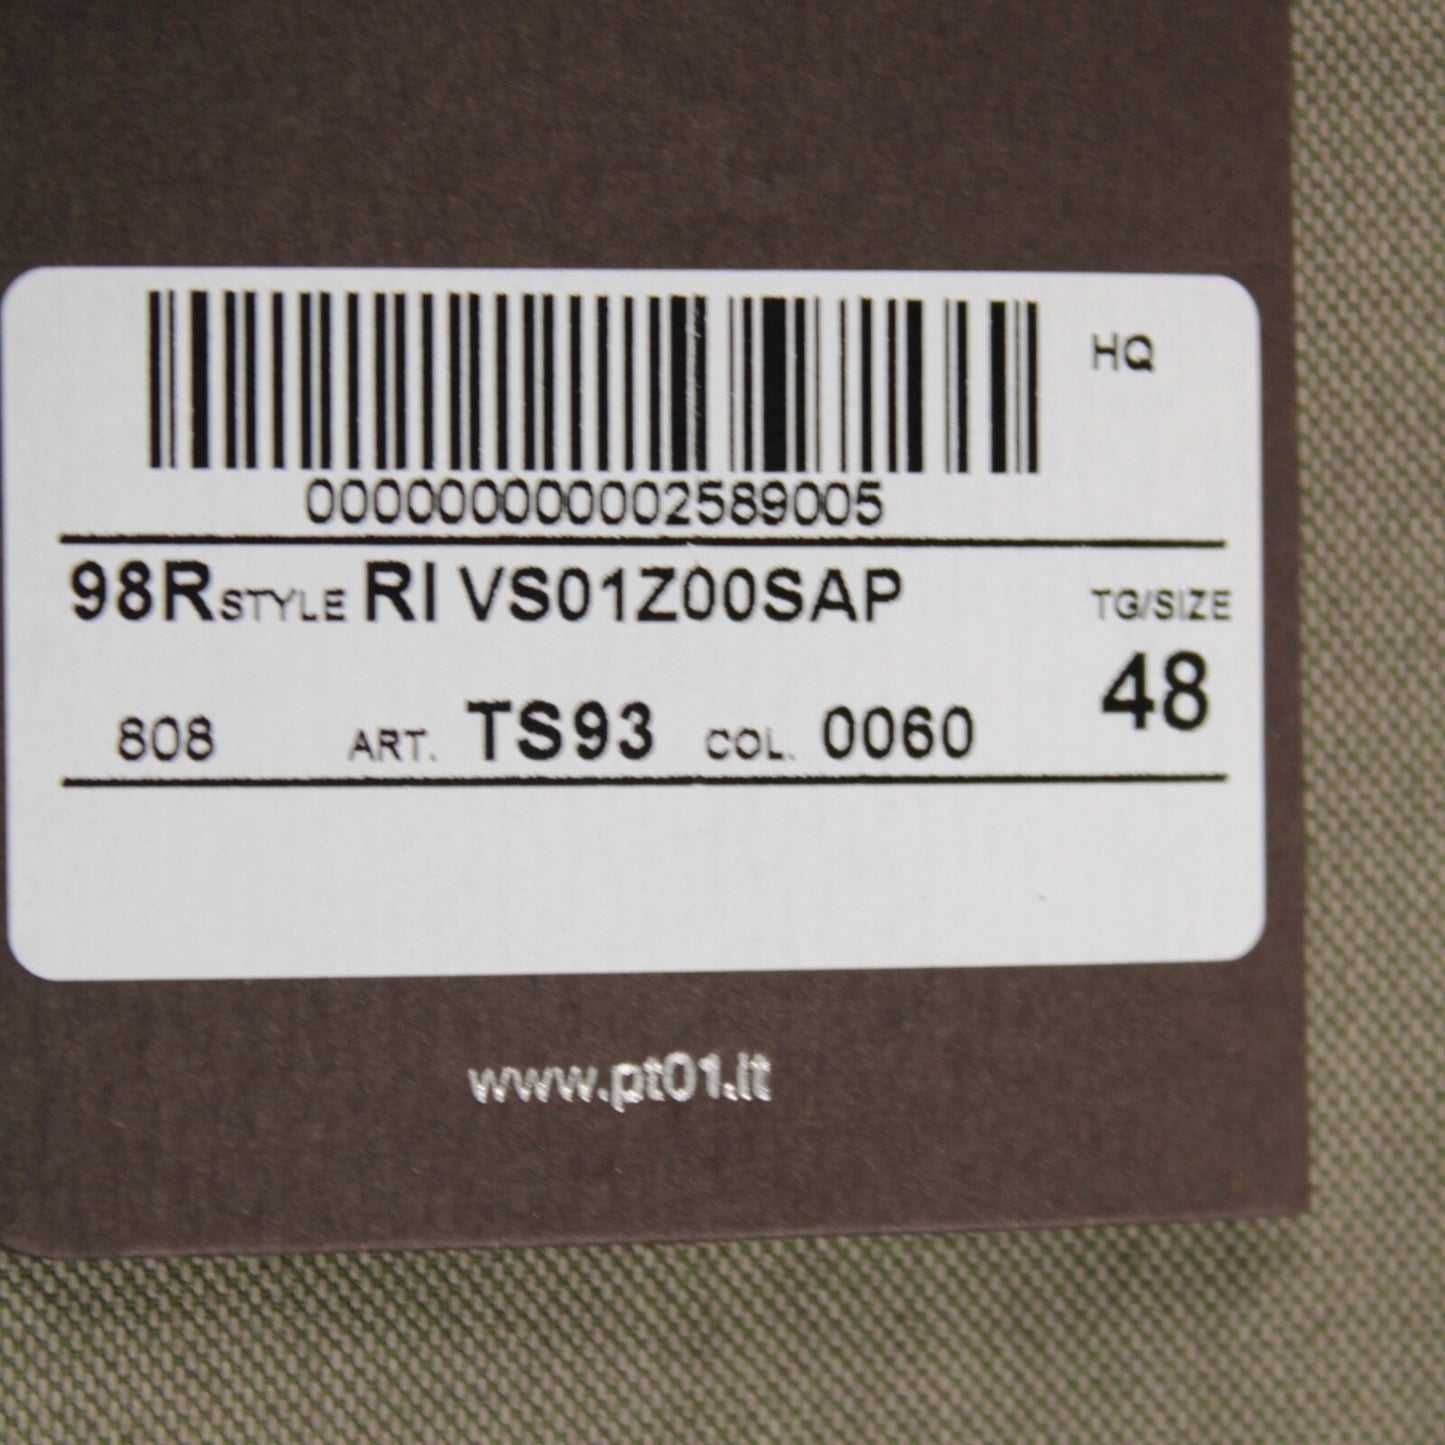 HQ
0000000000002589005
98R STYLE RI VS01Z00SAP
TG/SIZE
48
808 ART. TS93 COL. 0060
www.pt01.it